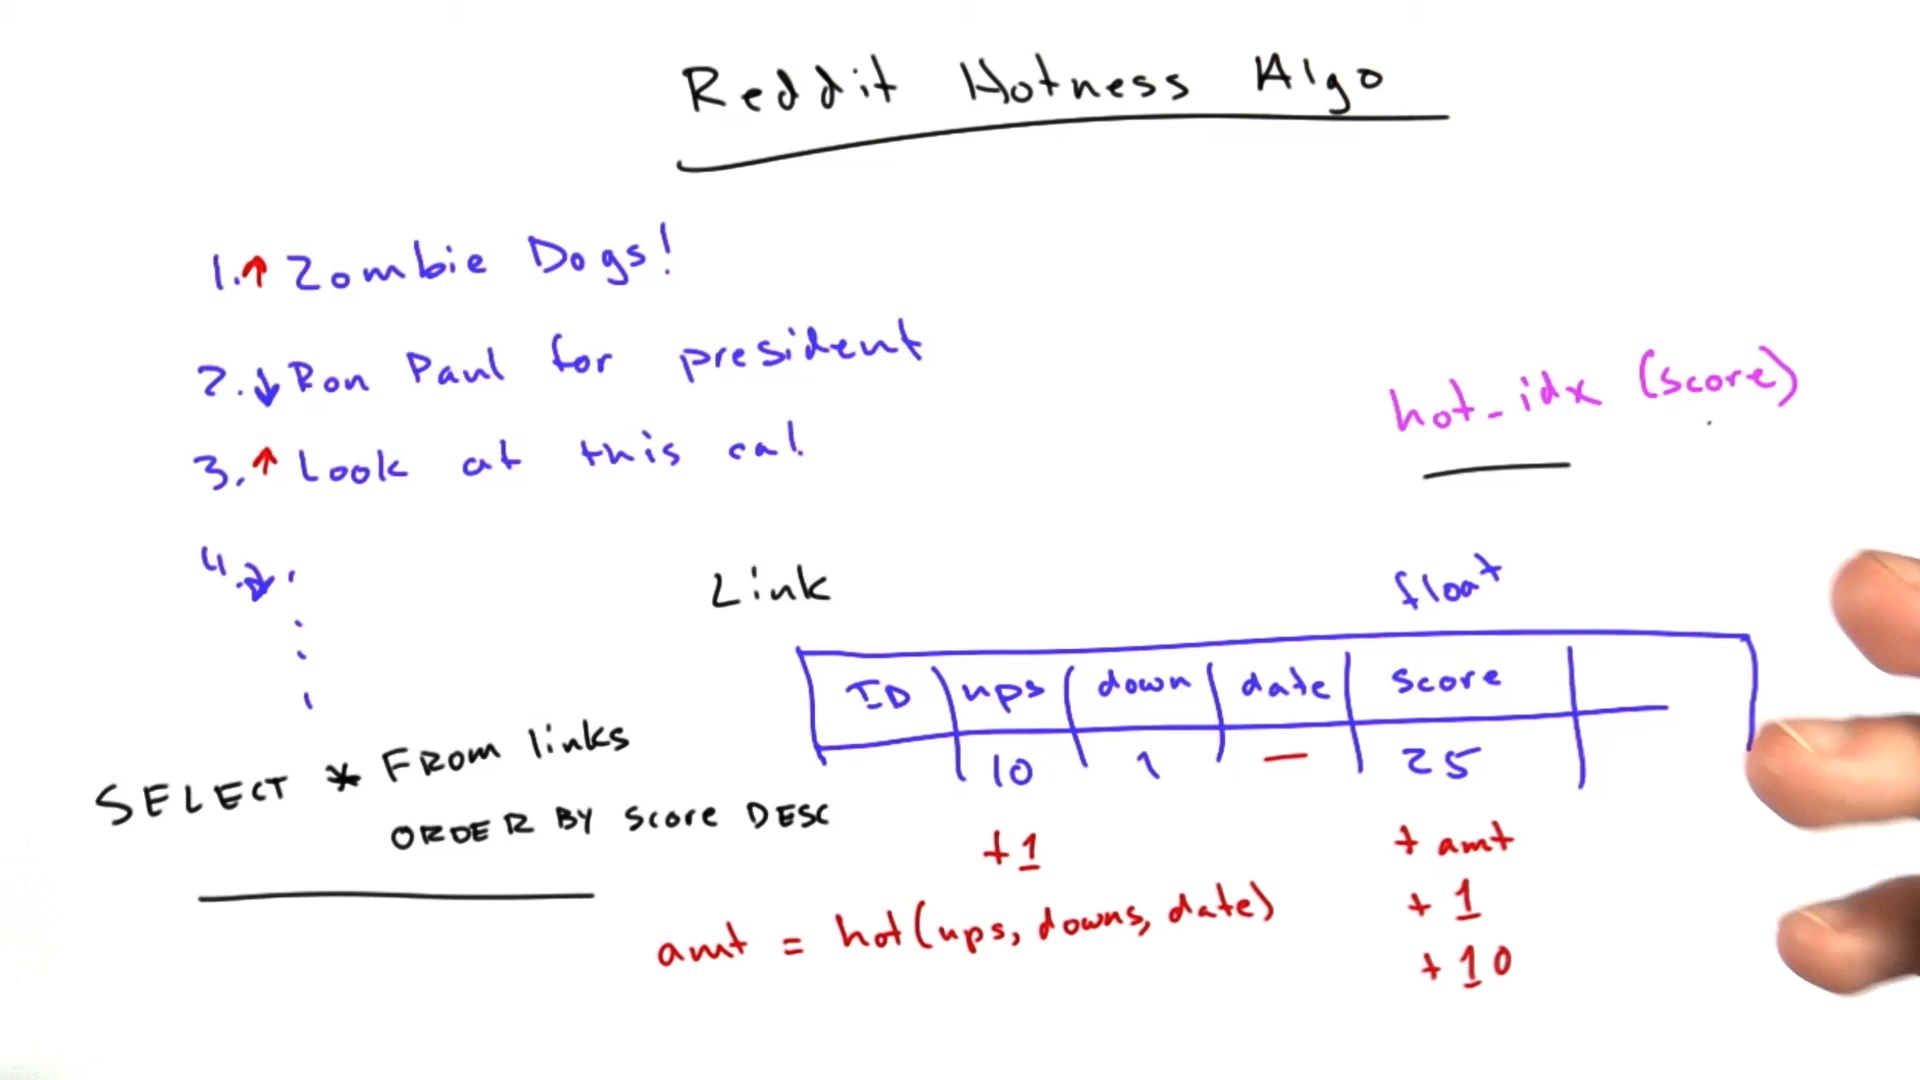 Reddit Hotness Algo
1.↑ Zombie Dogs!
2.↓ Ron Paul for president
3.↑ Look at this cat
4.↓
hot_idx (score)
Link
float
ID ups down date score
10 1 — 25
SELECT * From links
ORDER BY score DESC
+1
+ amt
+ 1
+ 10
amt = hot(ups, downs, date)